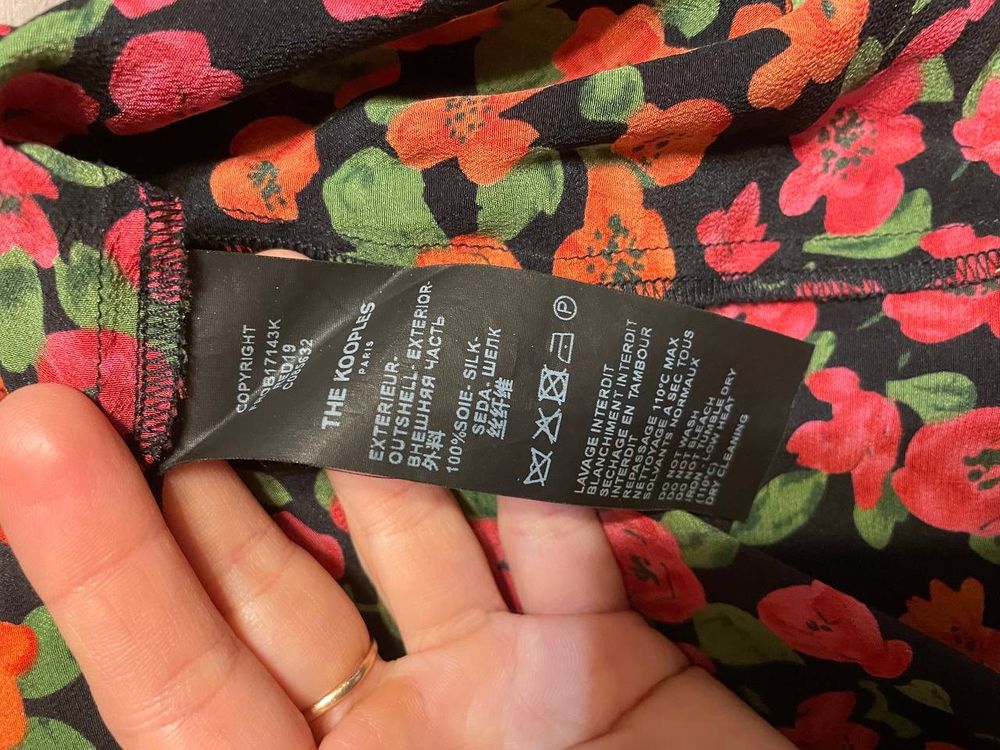 COPYRIGHT
THE KOOPLES
PARIS
EXTERIEUR-
OUTSHELL- EXTERIOR-
ВНЕШНЯЯ ЧАСТЬ
外料
100%SOIE- SILK-
SEDA- ШЕЛК
丝纤维
P
LAVAGE INTERDIT
BLANCHIMENT INTERDIT
SECHAGE EN TAMBOUR
INTERDIT
REPASSAGE 110°C MAX
NETTOYAGE A SEC TOUS
SOLVANTS NORMAUX
DO NOT WASH
DO NOT BLEACH
DO NOT TUMBLE DRY
IRON LOW HEAT
(110°C)
DRY CLEANING